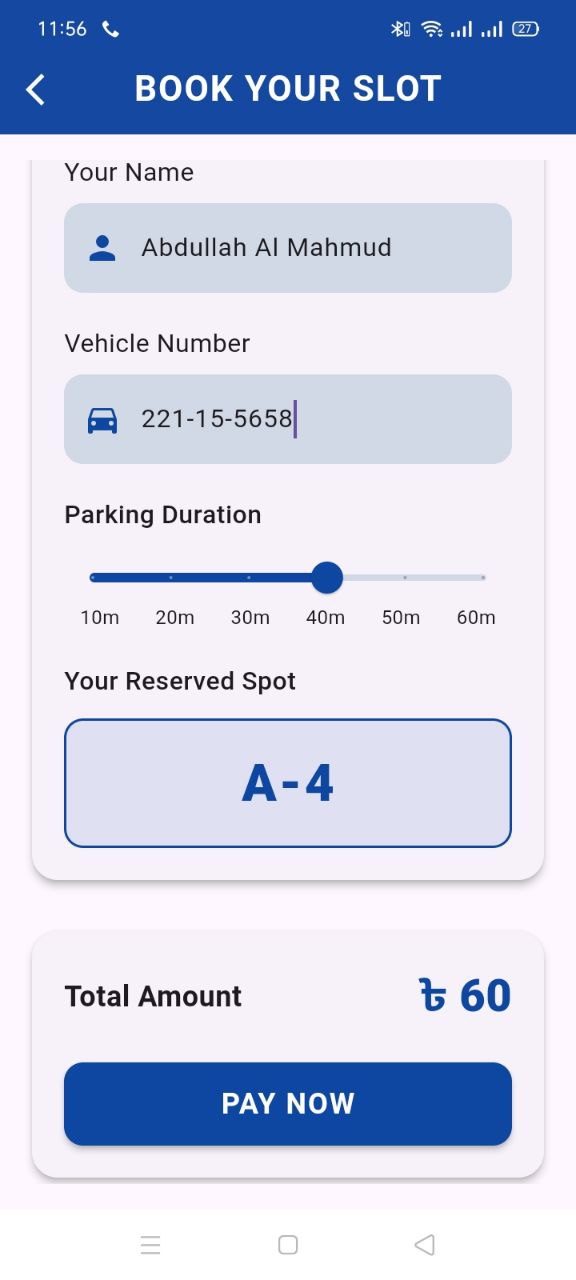 11:56 27
BOOK YOUR SLOT
Your Name
Abdullah Al Mahmud
Vehicle Number
221-15-5658
Parking Duration
10m 20m 30m 40m 50m 60m
Your Reserved Spot
A-4
Total Amount ৳ 60
PAY NOW